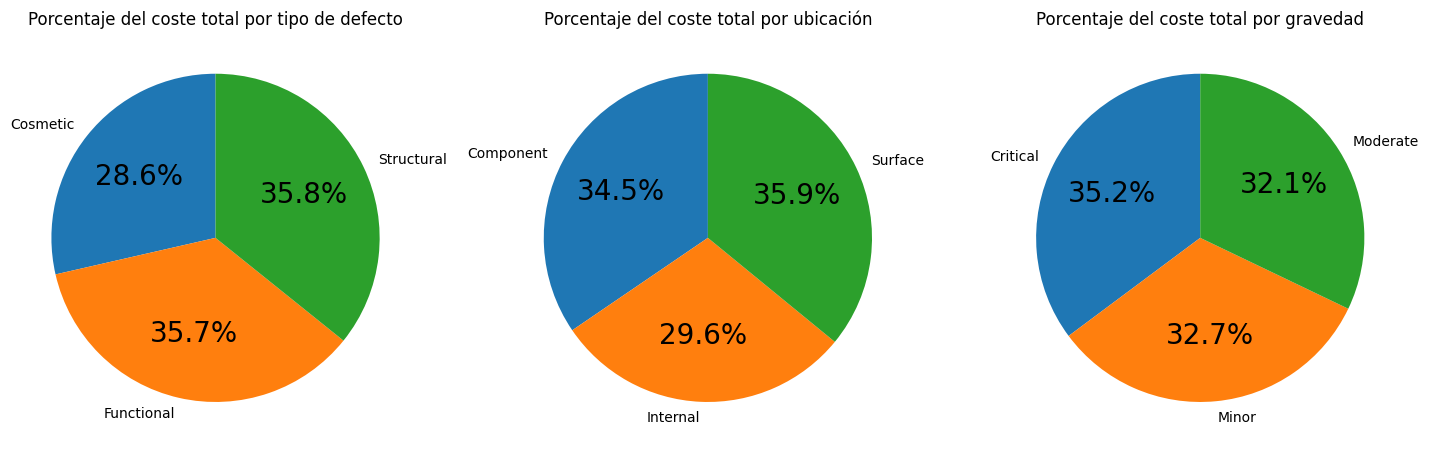 Porcentaje del coste total por tipo de defecto
Cosmetic
28.6%
Structural
35.8%
35.7%
Functional
Porcentaje del coste total por ubicación
Component
34.5%
Surface
35.9%
29.6%
Internal
Porcentaje del coste total por gravedad
Critical
35.2%
Moderate
32.1%
32.7%
Minor